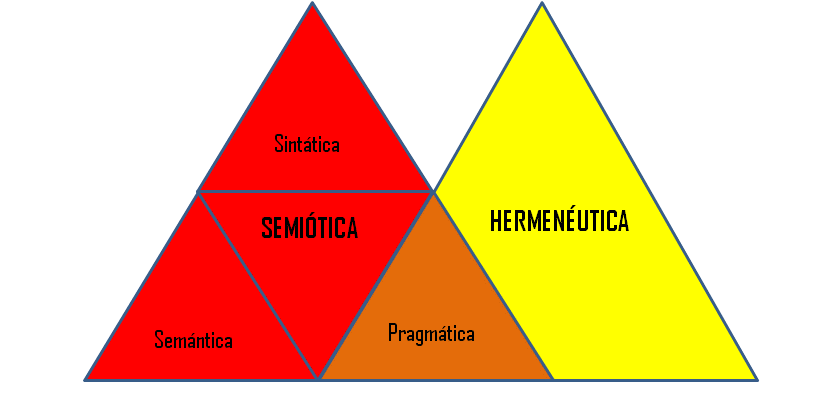 Sintática
SEMIÓTICA
HERMENÉUTICA
Semántica
Pragmática